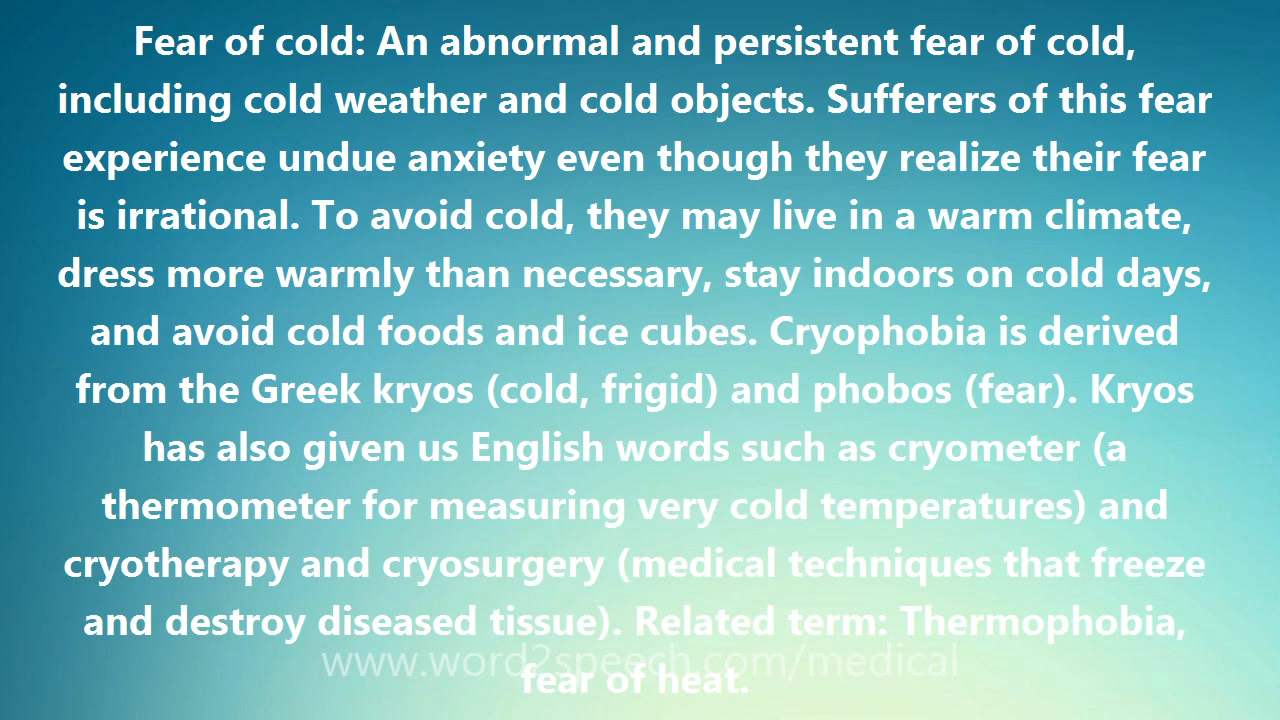 Fear of cold: An abnormal and persistent fear of cold,
including cold weather and cold objects. Sufferers of this fear
experience undue anxiety even though they realize their fear
is irrational. To avoid cold, they may live in a warm climate,
dress more warmly than necessary, stay indoors on cold days,
and avoid cold foods and ice cubes. Cryophobia is derived
from the Greek kryos (cold, frigid) and phobos (fear). Kryos
has also given us English words such as cryometer (a
thermometer for measuring very cold temperatures) and
cryotherapy and cryosurgery (medical techniques that freeze
and destroy diseased tissue). Related term: Thermophobia,
www.word2speech.com/medical
fear of heat.